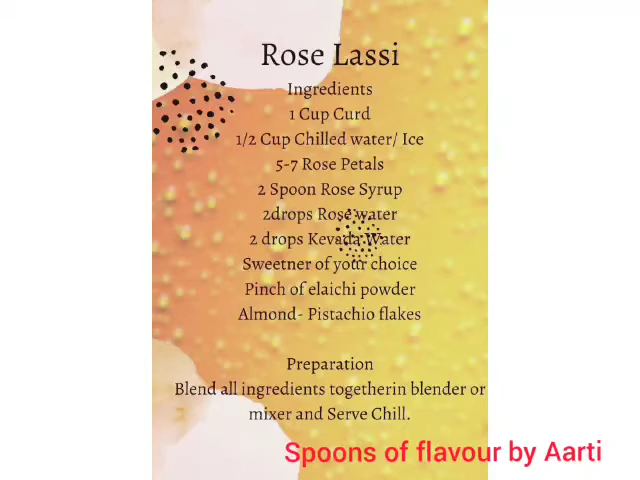 Rose Lassi
Ingredients
1 Cup Curd
1/2 Cup Chilled water/ Ice
5-7 Rose Petals
2 Spoon Rose Syrup
2drops Rose water
2 drops Kevada Water
Sweetner of your choice
Pinch of elaichi powder
Almond- Pistachio flakes
Preparation
Blend all ingredients togetherin blender or
mixer and Serve Chill.
Spoons of flavour by Aarti